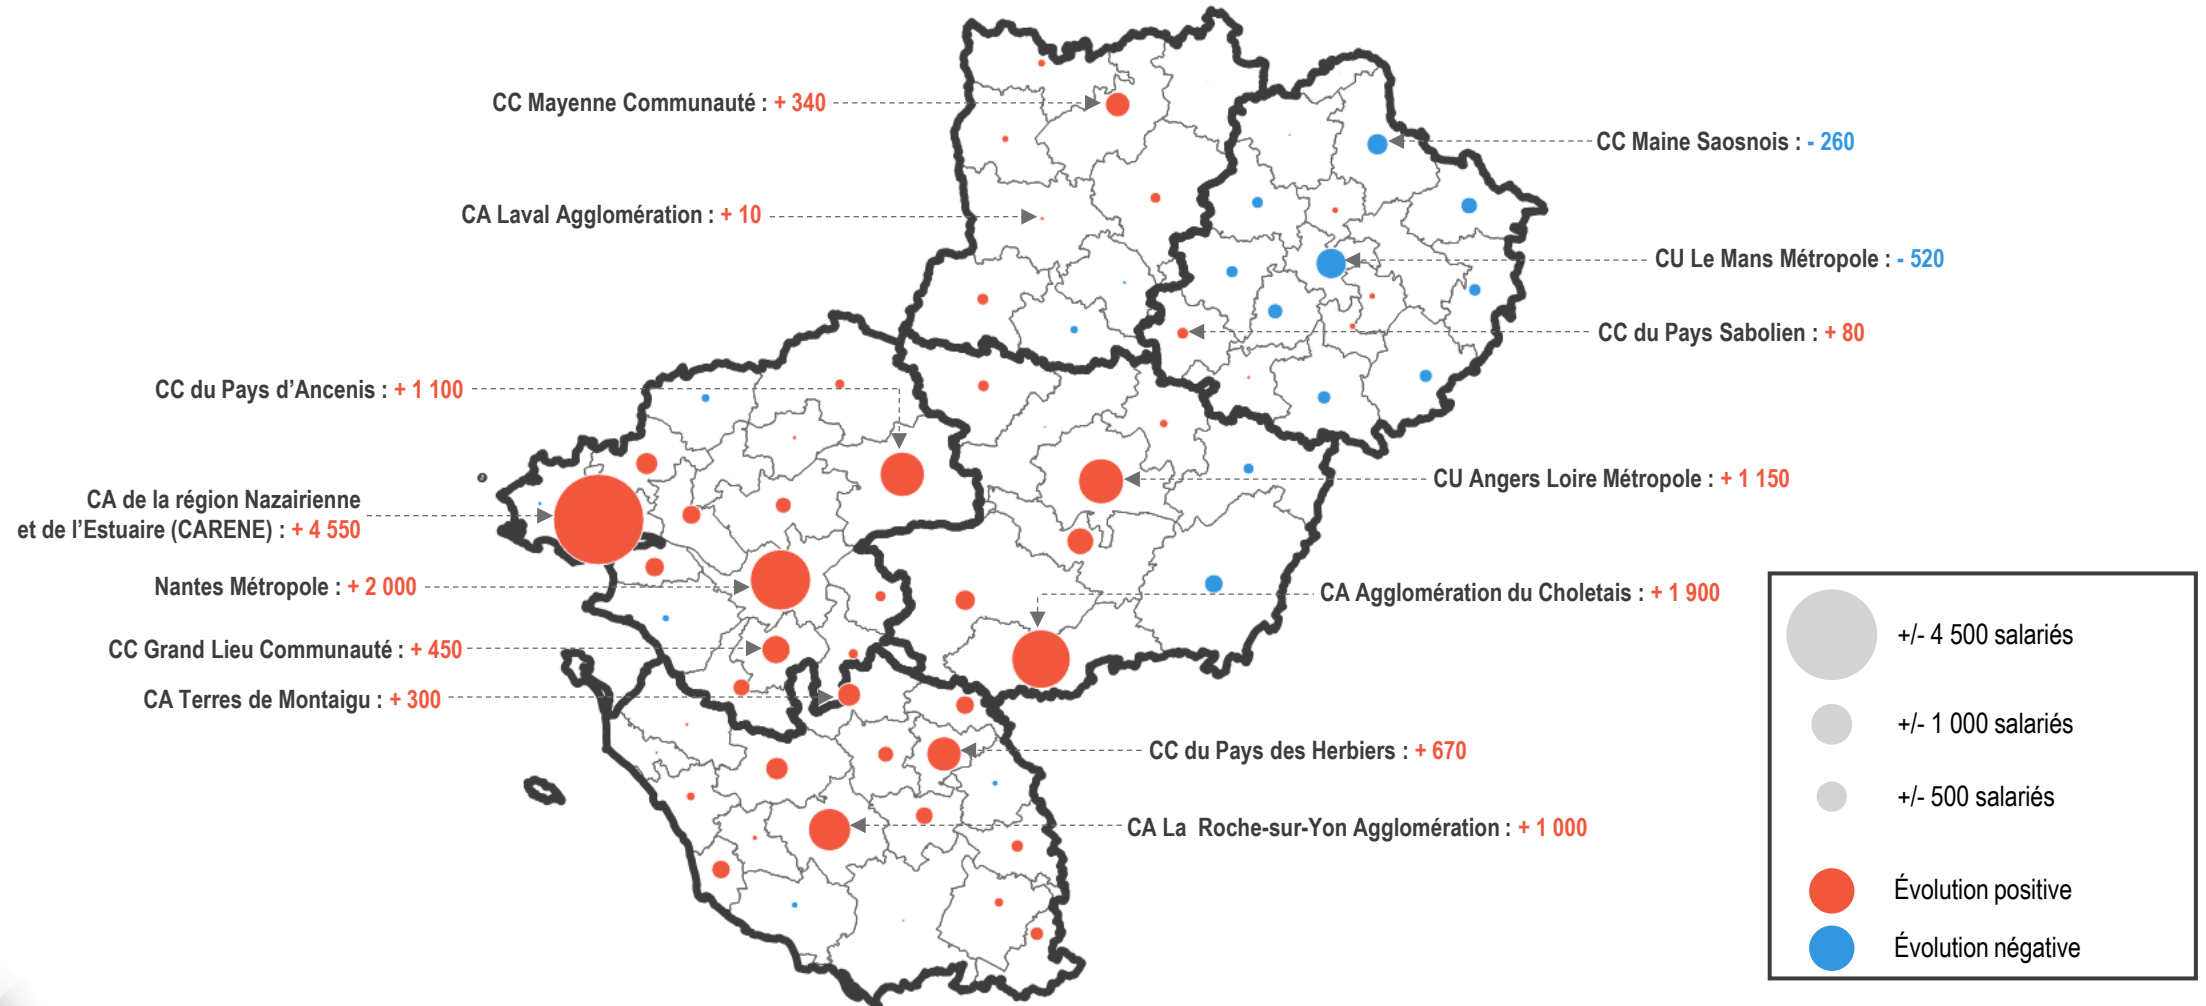 CC Mayenne Communauté : + 340
CA Laval Agglomération : + 10
CC du Pays d’Ancenis : + 1 100
CA de la région Nazairienne
et de l’Estuaire (CARENE) : + 4 550
Nantes Métropole : + 2 000
CC Grand Lieu Communauté : + 450
CA Terres de Montaigu : + 300
CC Maine Saosnois : - 260
CU Le Mans Métropole : - 520
CC du Pays Sabolien : + 80
CU Angers Loire Métropole : + 1 150
CA Agglomération du Choletais : + 1 900
CC du Pays des Herbiers : + 670
CA La Roche-sur-Yon Agglomération : + 1 000
+/- 4 500 salariés
+/- 1 000 salariés
+/- 500 salariés
Évolution positive
Évolution négative